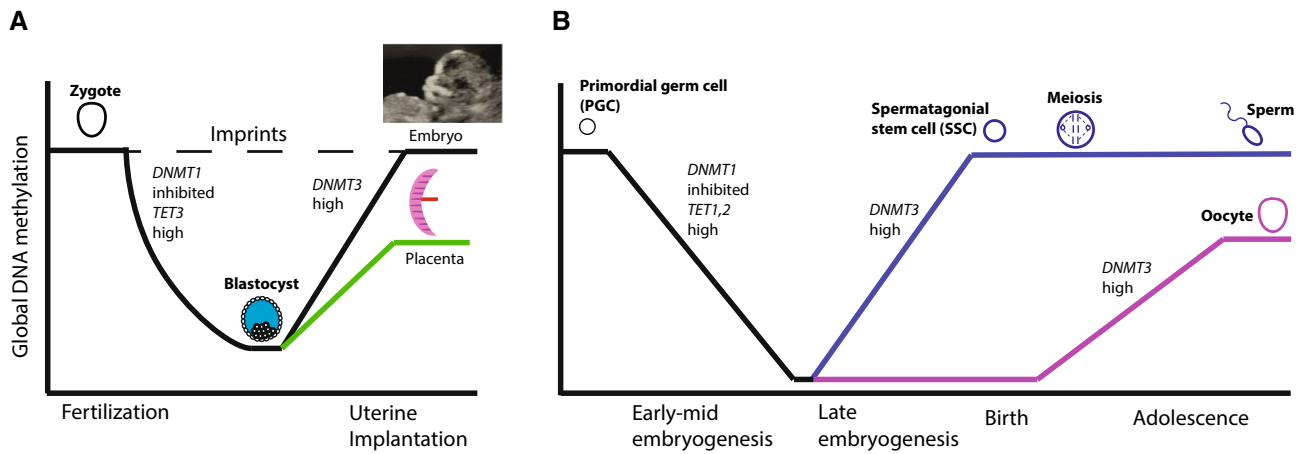 A
Zygote
Imprints
Embryo
DNMT1
inhibited
TET3
high
DNMT3
high
Blastocyst
Placenta
Global DNA methylation
Fertilization
Uterine
Implantation
B
Primordial germ cell
(PGC)
DNMT1
inhibited
TET1,2
high
Spermatagonial
stem cell (SSC)
Meiosis
Sperm
DNMT3
high
Oocyte
DNMT3
high
Early-mid
embryogenesis
Late
embryogenesis
Birth
Adolescence